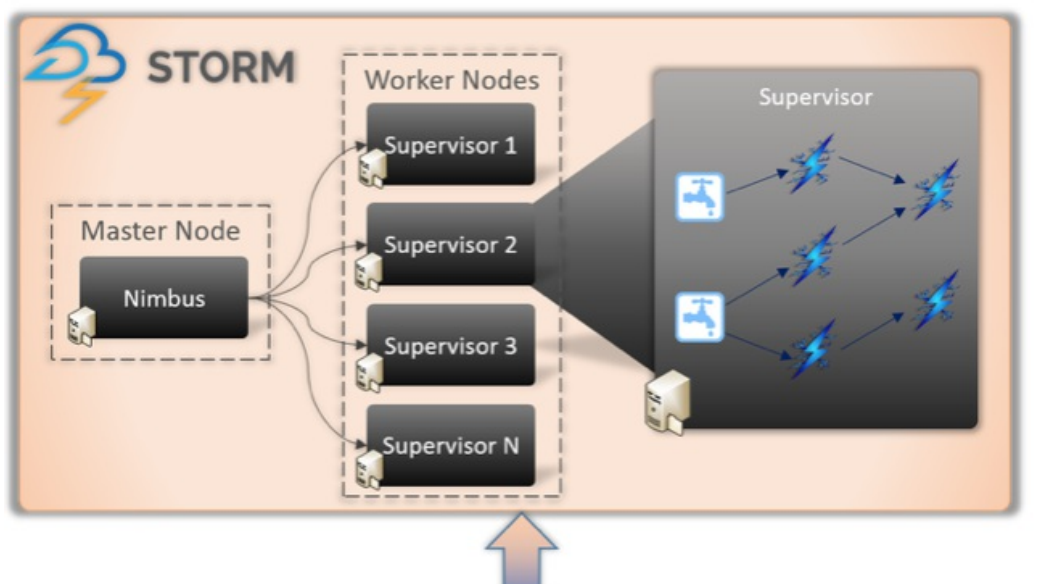 STORM
Master Node
Nimbus
Worker Nodes
Supervisor 1
Supervisor 2
Supervisor 3
Supervisor N
Supervisor